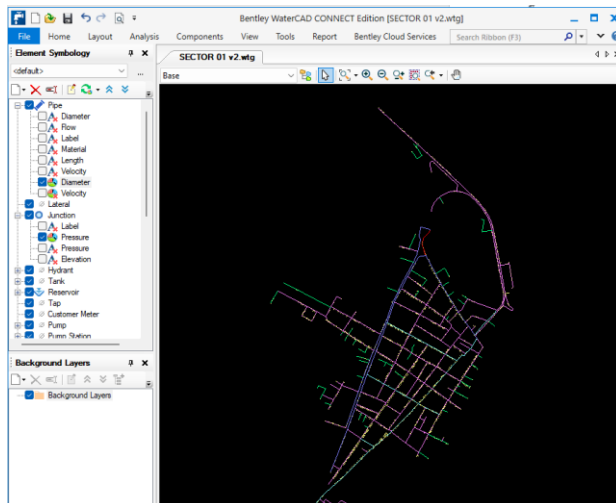 Bentley WaterCAD CONNECT Edition [SECTOR 01 v2.wtg]
File Home Layout Analysis Components View Tools Report Bentley Cloud Services Search Ribbon (F3)
Element Symbology
SECTOR 01 v2.wtg
<default>
...
Base
Pipe
Diameter
Row
Label
Material
Length
Velocity
Diameter
Velocity
Lateral
Junction
Label
Pressure
Pressure
Elevation
Hydrant
Tank
Reservoir
Tap
Customer Meter
Pump
Pump Station
Background Layers
Background Layers